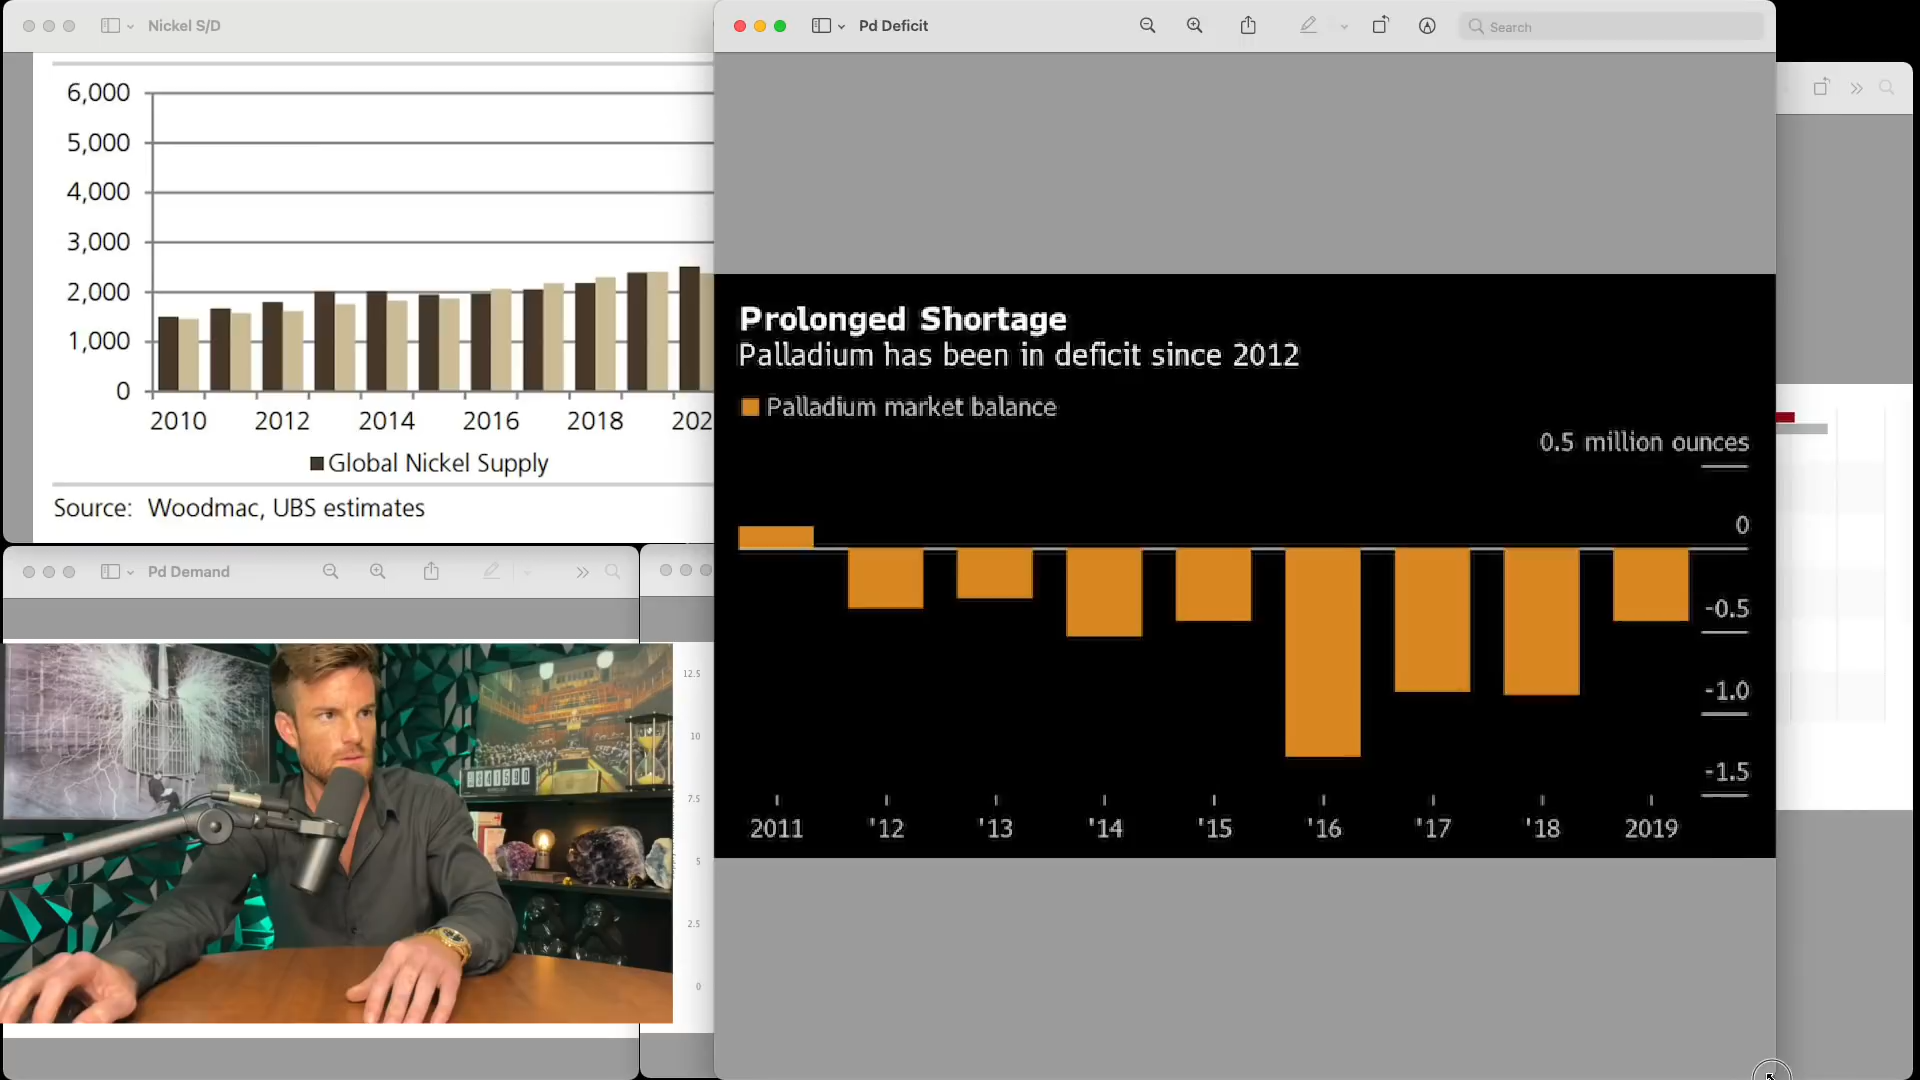 Nickel S/D
6,000
5,000
4,000
3,000
2,000
1,000
0
2010 2012 2014 2016 2018 202
Global Nickel Supply
Source: Woodmac, UBS estimates
Pd Demand
12.5
10
7.5
5
2.5
0
Pd Deficit
Search
Prolonged Shortage
Palladium has been in deficit since 2012
Palladium market balance
0.5 million ounces
0
-0.5
-1.0
-1.5
2011 '12 '13 '14 '15 '16 '17 '18 2019